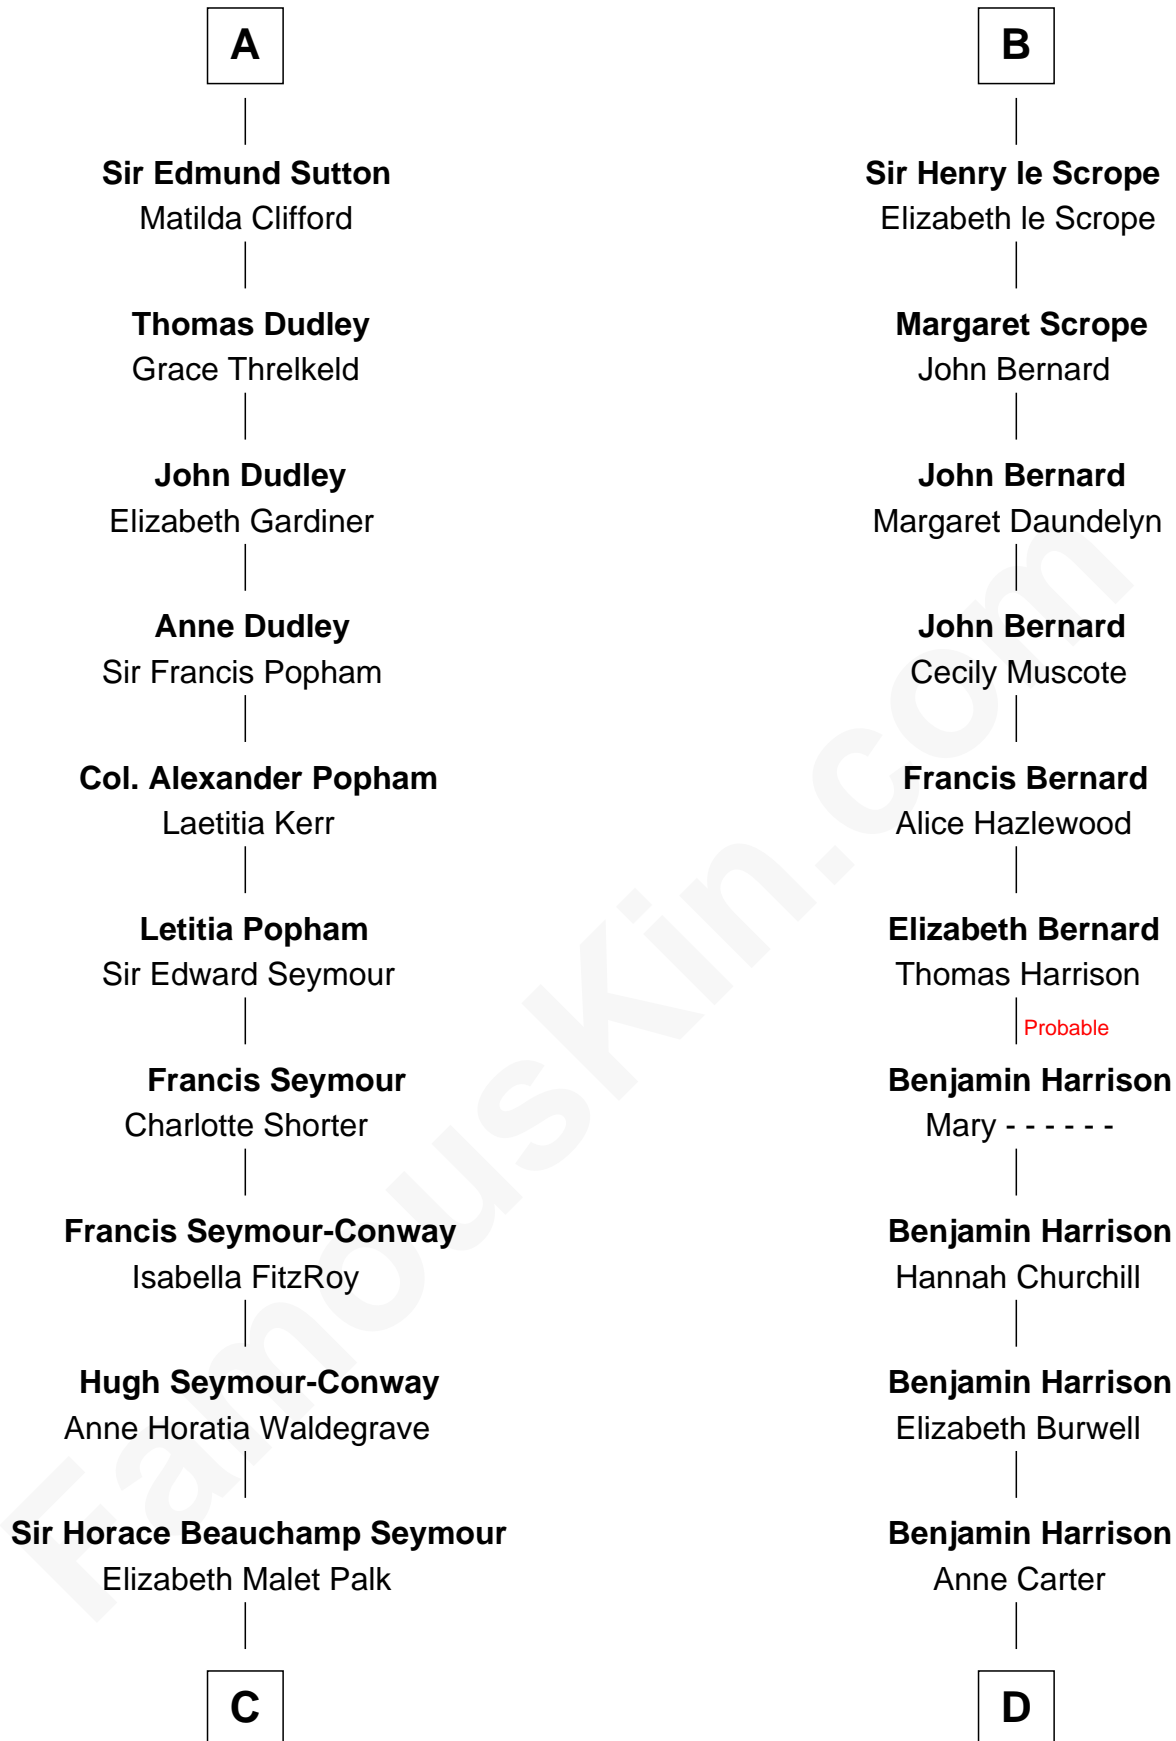 A
Sir Edmund Sutton
Matilda Clifford
Thomas Dudley
Grace Threlkeld
John Dudley
Elizabeth Gardiner
Anne Dudley
Sir Francis Popham
Col. Alexander Popham
Laetitia Kerr
Letitia Popham
Sir Edward Seymour
Francis Seymour
Charlotte Shorter
Francis Seymour-Conway
Isabella FitzRoy
Hugh Seymour-Conway
Anne Horatia Waldegrave
Sir Horace Beauchamp Seymour
Elizabeth Malet Palk
C
B
Sir Henry le Scrope
Elizabeth le Scrope
Margaret Scrope
John Bernard
John Bernard
Margaret Daundelyn
John Bernard
Cecily Muscote
Francis Bernard
Alice Hazlewood
Elizabeth Bernard
Thomas Harrison
Probable
Benjamin Harrison
Mary - - - - - -
Benjamin Harrison
Hannah Churchill
Benjamin Harrison
Elizabeth Burwell
Benjamin Harrison
Anne Carter
D
FamousKin.com